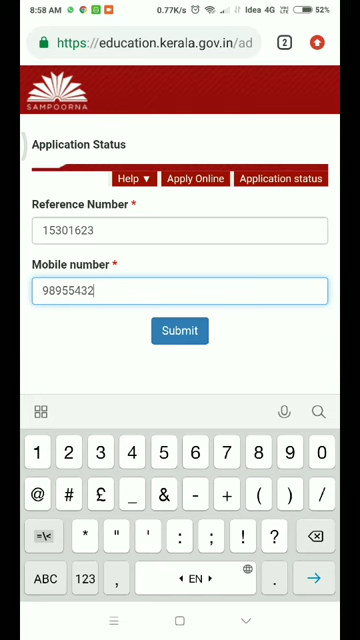 8:58 AM 0.77K/s Idea 4G 52%
https://education.kerala.gov.in/ad 2
SAMPOORNA
Application Status
Help ▼ Apply Online Application status
Reference Number *
15301623
Mobile number *
98955432
Submit
1 2 3 4 5 6 7 8 9 0
@ # £ _ & - + ( ) /
=\< * " ' : ; ! ?
ABC 123 , EN .